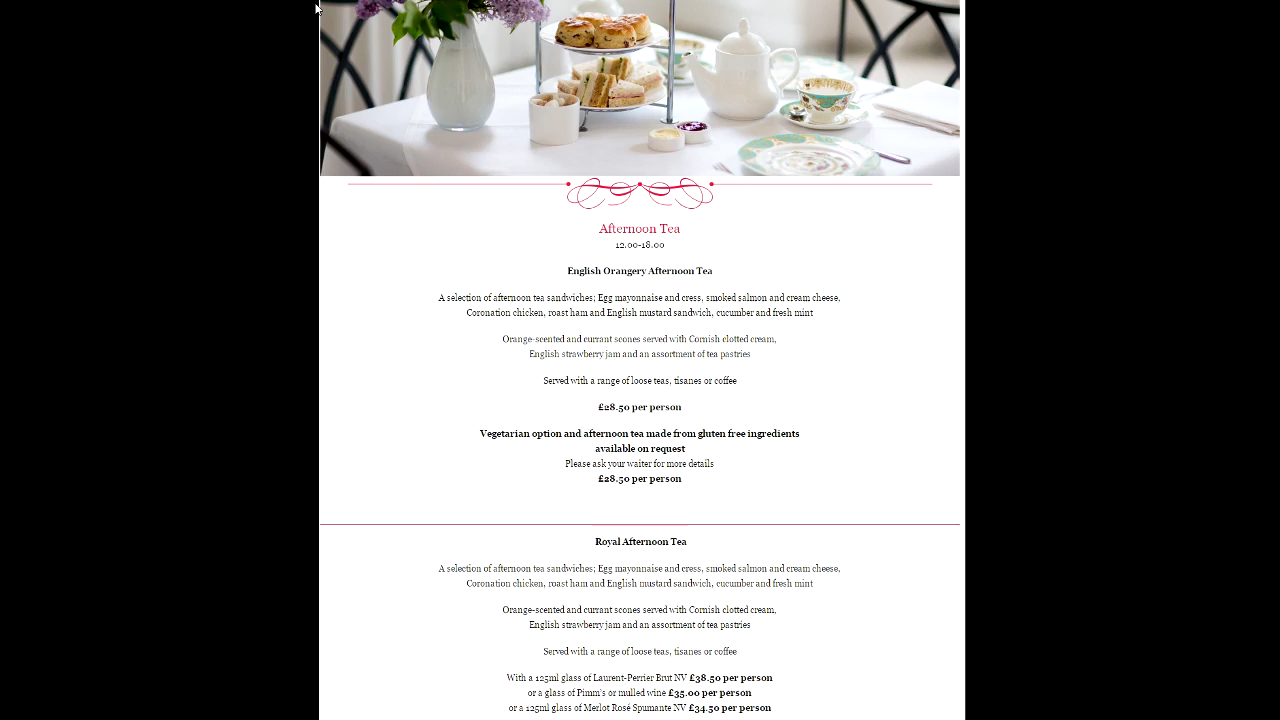 Afternoon Tea
12.00-18.00
English Orangery Afternoon Tea
A selection of afternoon tea sandwiches; Egg mayonnaise and cress, smoked salmon and cream cheese,
Coronation chicken, roast ham and English mustard sandwich, cucumber and fresh mint
Orange-scented and currant scones served with Cornish clotted cream,
English strawberry jam and an assortment of tea pastries
Served with a range of loose teas, tisanes or coffee
£28.50 per person
Vegetarian option and afternoon tea made from gluten free ingredients
available on request
Please ask your waiter for more details
£28.50 per person
Royal Afternoon Tea
A selection of afternoon tea sandwiches; Egg mayonnaise and cress, smoked salmon and cream cheese,
Coronation chicken, roast ham and English mustard sandwich, cucumber and fresh mint
Orange-scented and currant scones served with Cornish clotted cream,
English strawberry jam and an assortment of tea pastries
Served with a range of loose teas, tisanes or coffee
With a 125ml glass of Laurent-Perrier Brut NV £38.50 per person
or a glass of Pimm's or mulled wine £35.00 per person
or a 125ml glass of Merlot Rosé Spumante NV £34.50 per person